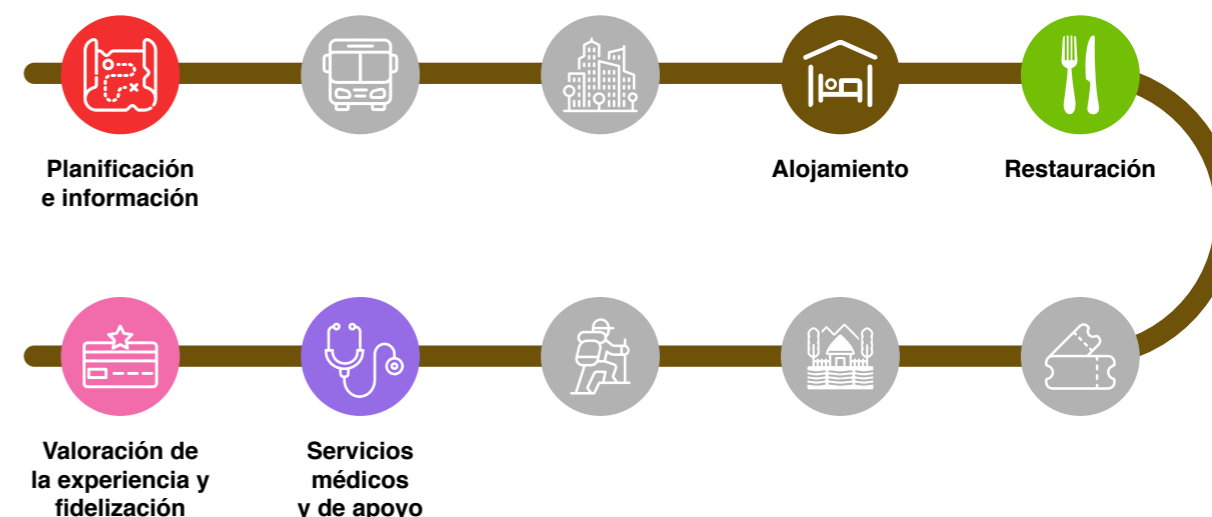 Planificación
e información
Alojamiento
Restauración
Valoración de
la experiencia y
fidelización
Servicios
médicos
y de apoyo